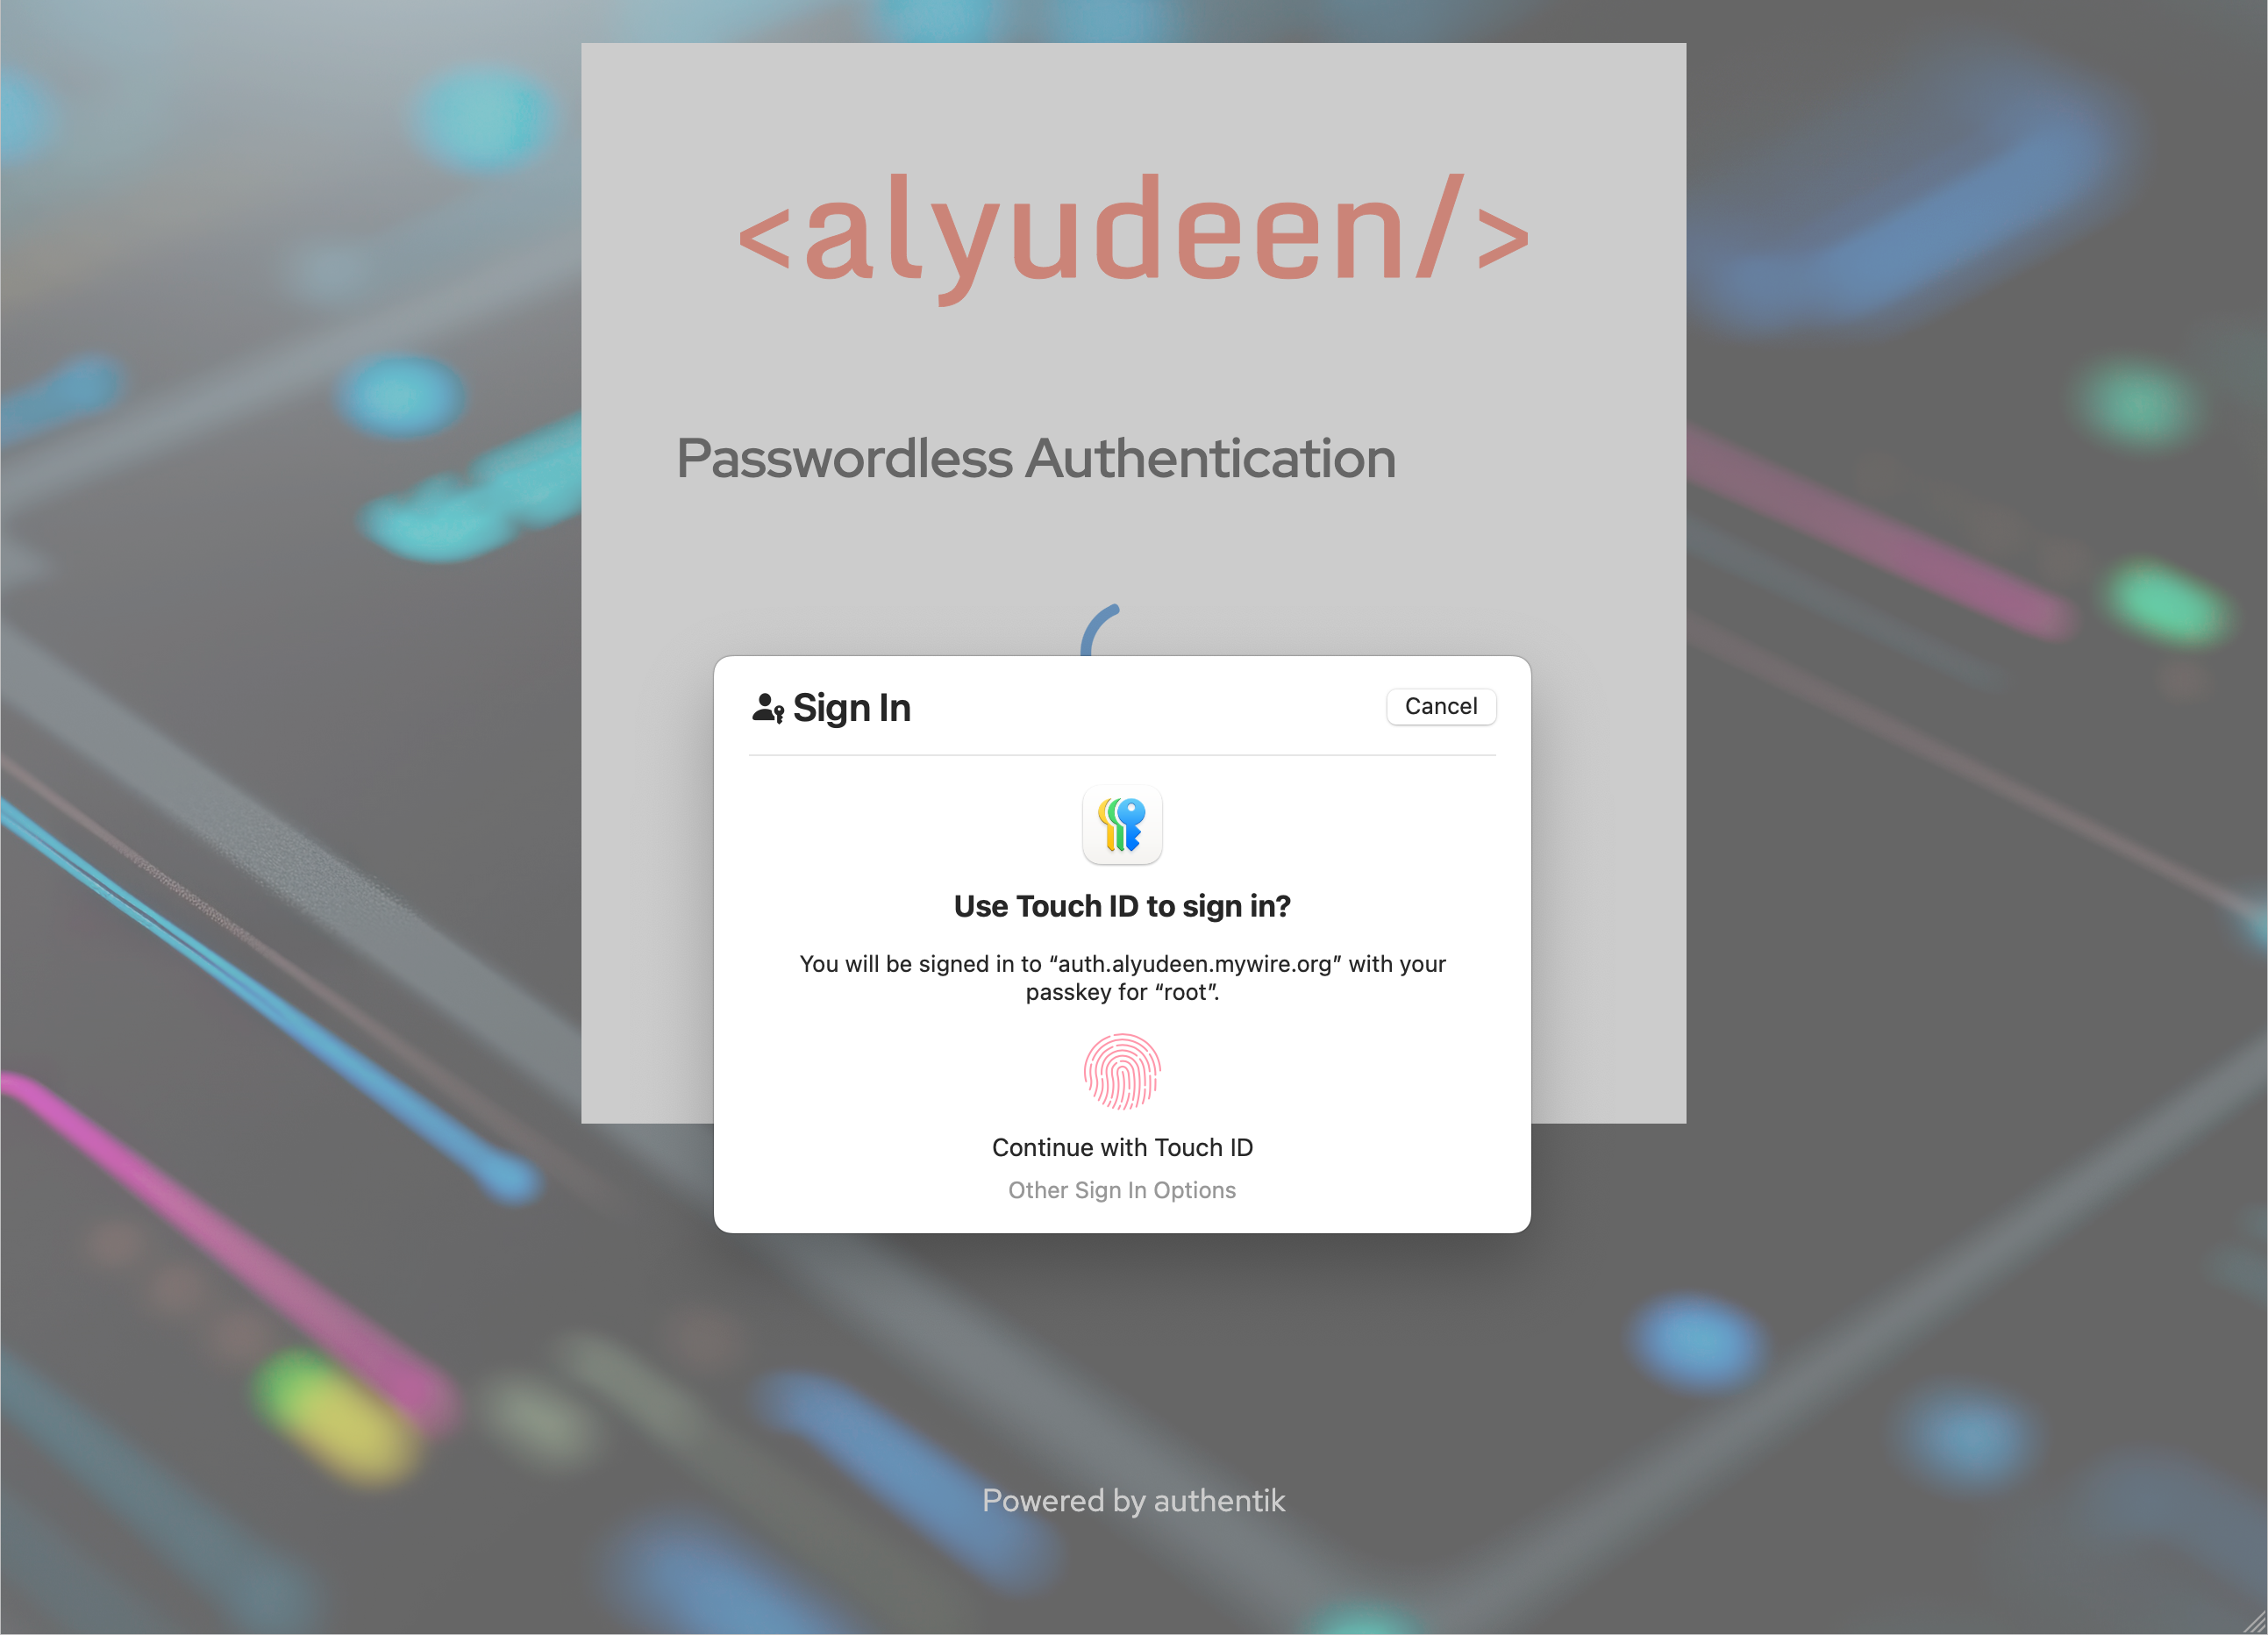 <alyudeen/>
Passwordless Authentication
Sign In
Cancel
Use Touch ID to sign in?
You will be signed in to “auth.alyudeen.mywire.org” with your
passkey for “root”.
Continue with Touch ID
Other Sign In Options
Powered by authentik